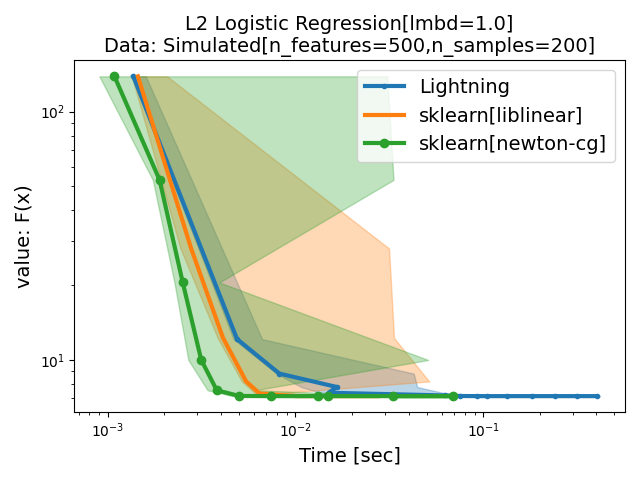 L2 Logistic Regression[lmbd=1.0]
Data: Simulated[n_features=500,n_samples=200]
value: F(x)
10²
10¹
Lightning
sklearn[liblinear]
sklearn[newton-cg]
10⁻³
10⁻²
10⁻¹
Time [sec]